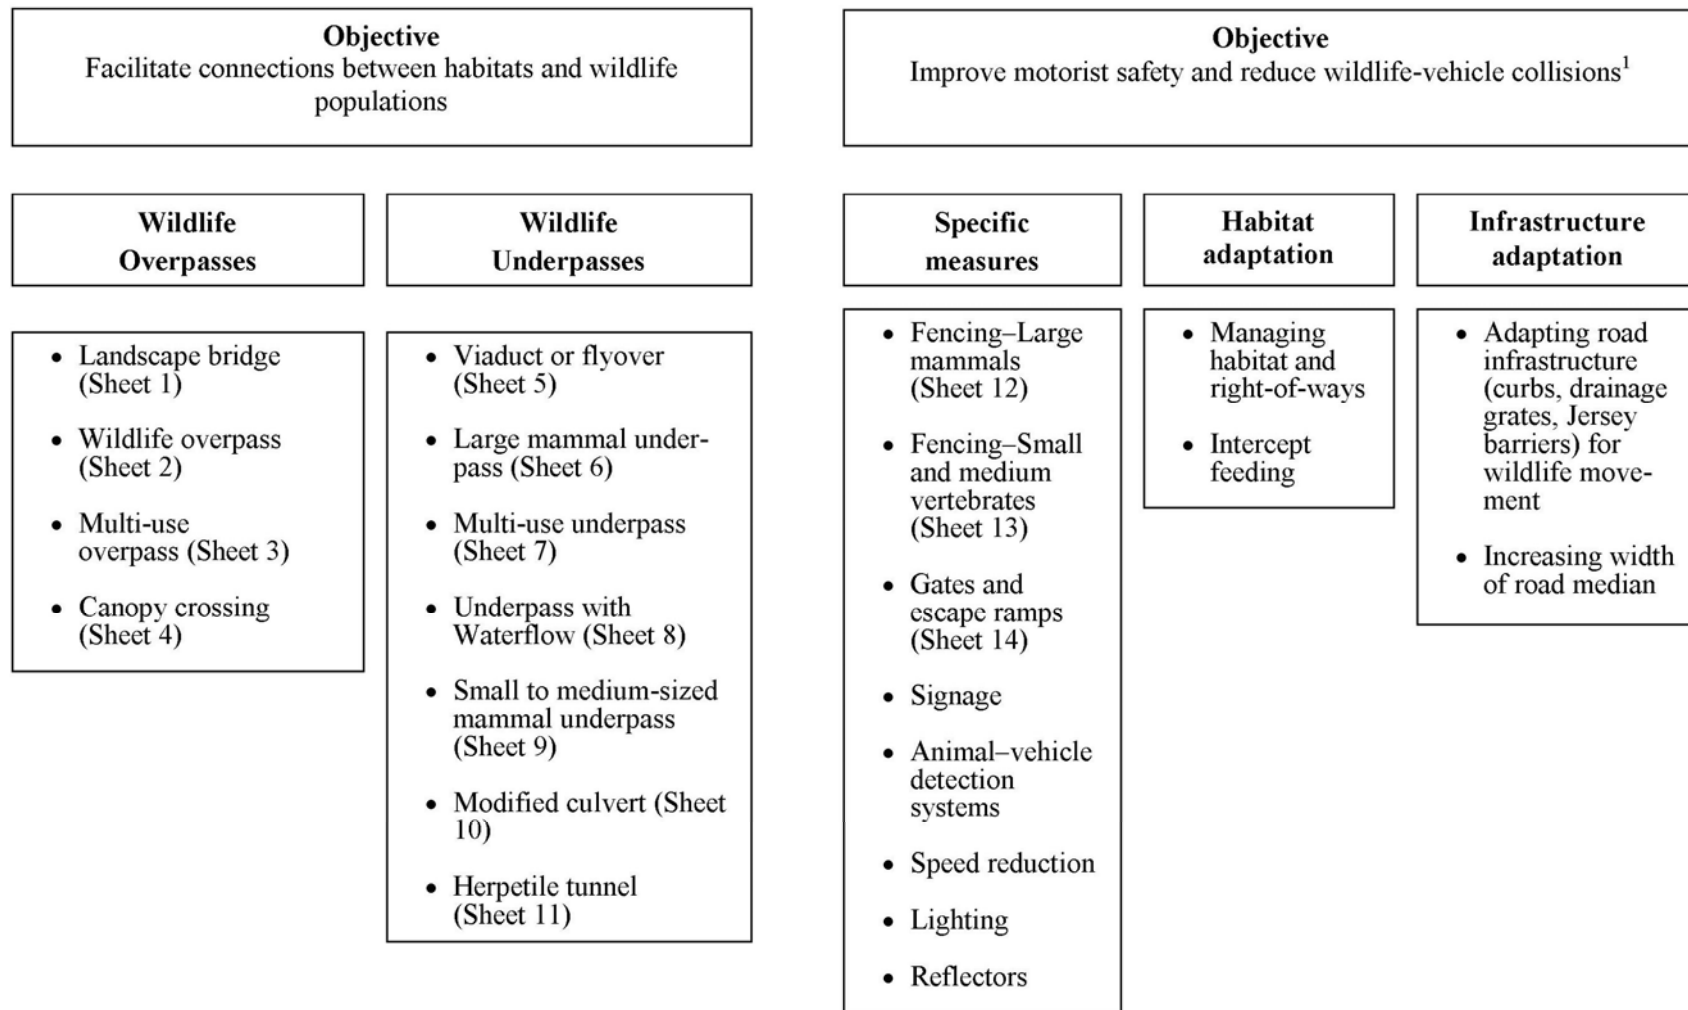 Objective
Facilitate connections between habitats and wildlife
populations
Objective
Improve motorist safety and reduce wildlife-vehicle collisions¹
Wildlife
Overpasses
Wildlife
Underpasses
Specific
measures
Habitat
adaptation
Infrastructure
adaptation
• Landscape bridge
(Sheet 1)
• Wildlife overpass
(Sheet 2)
• Multi-use
overpass (Sheet 3)
• Canopy crossing
(Sheet 4)
• Viaduct or flyover
(Sheet 5)
• Large mammal under-
pass (Sheet 6)
• Multi-use underpass
(Sheet 7)
• Underpass with
Waterflow (Sheet 8)
• Small to medium-sized
mammal underpass
(Sheet 9)
• Modified culvert (Sheet
10)
• Herpetile tunnel
(Sheet 11)
• Fencing–Large
mammals
(Sheet 12)
• Fencing–Small
and medium
vertebrates
(Sheet 13)
• Gates and
escape ramps
(Sheet 14)
• Signage
• Animal–vehicle
detection
systems
• Speed reduction
• Lighting
• Reflectors
• Managing
habitat and
right-of-ways
• Intercept
feeding
• Adapting road
infrastructure
(curbs, drainage
grates, Jersey
barriers) for
wildlife move-
ment
• Increasing width
of road median